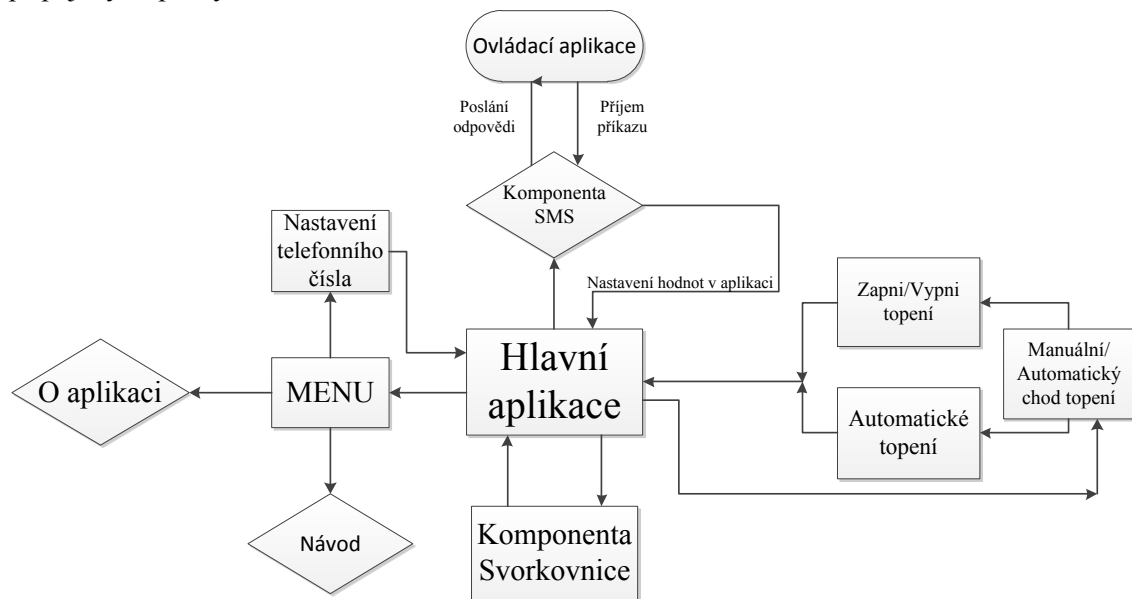 Ovládací aplikace
Poslání
odpovědi
Příjem
příkazu
Komponenta
SMS
Nastavení
telefonního
čísla
Nastavení hodnot v aplikaci
Zapni/Vypni
topení
Manuální/
Automatický
chod topení
Hlavní
aplikace
O aplikaci
MENU
Automatické
topení
Návod
Komponenta
Svorkovnice